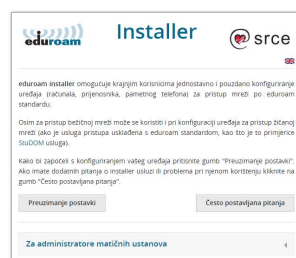 eduroam
Installer
srce
eduroam installer omogućuje krajnjim korisnicima jednostavno i pouzdano konfiguriranje
uređaja (računala, prijenosnika, pametnog telefona) za pristup mreži po eduroam
standardu.
Osim za pristup bežičnoj mreži može se koristiti i pri konfiguraciji uređaja za pristup žičanoj
mreži (ako je usluga pristupa usklađena s eduroam standardom, kao što je to primjerice
StuDOM usluga).
Kako bi započeli s konfiguriranjem vašeg uređaja pritisnite gumb "Preuzimanje postavki".
Ako imate dodatnih pitanja o installer usluzi ili problema pri njenom korištenju kliknite na
gumb "Često postavljana pitanja".
Preuzimanje postavki
Često postavljana pitanja
Za administratore matičnih ustanova